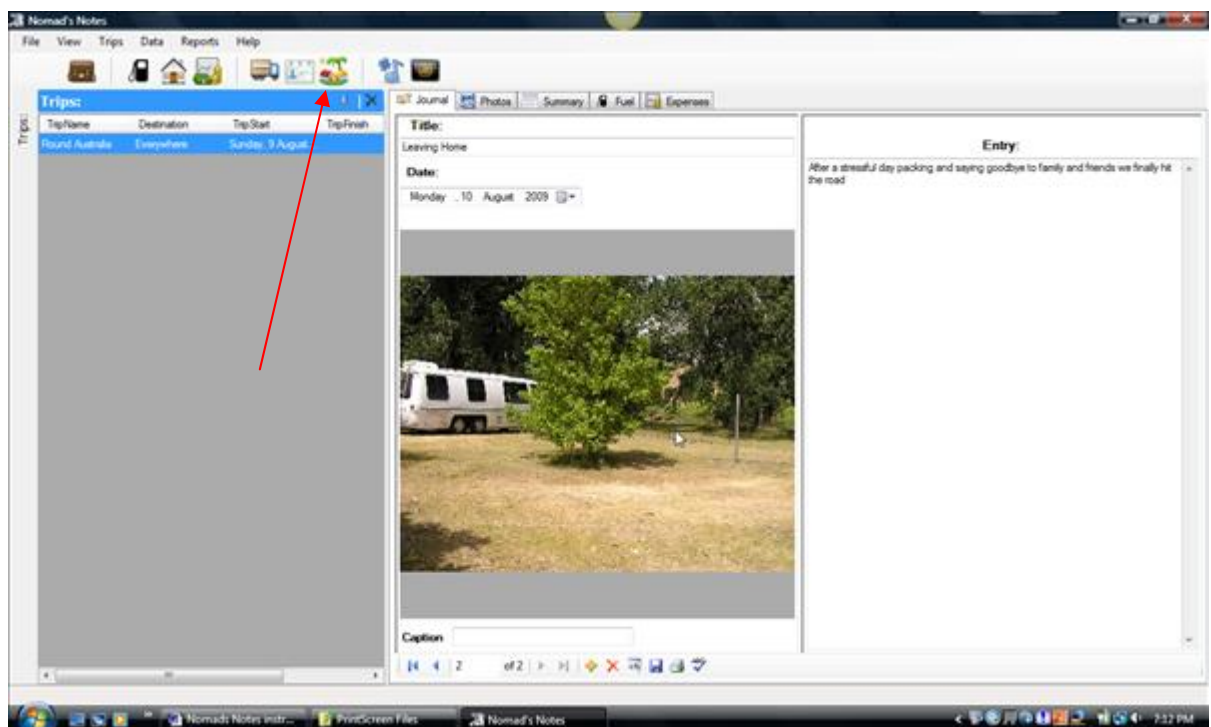 Nomad's Notes
File View Trips Data Reports Help
Trips:
Trips:
TripName Destination TripStart TripFinish
Round Australia Everywhere Sunday, 9 August
Journal Photos Summary Fuel Expenses
Title:
Leaving Home
Date:
Monday , 10 August 2009
Caption
2 of 2
Entry:
After a stressful day packing and saying goodbye to family and friends we finally hit
the road
Nomads Notes instr... PrintScreen Files Nomad's Notes 7:32 PM